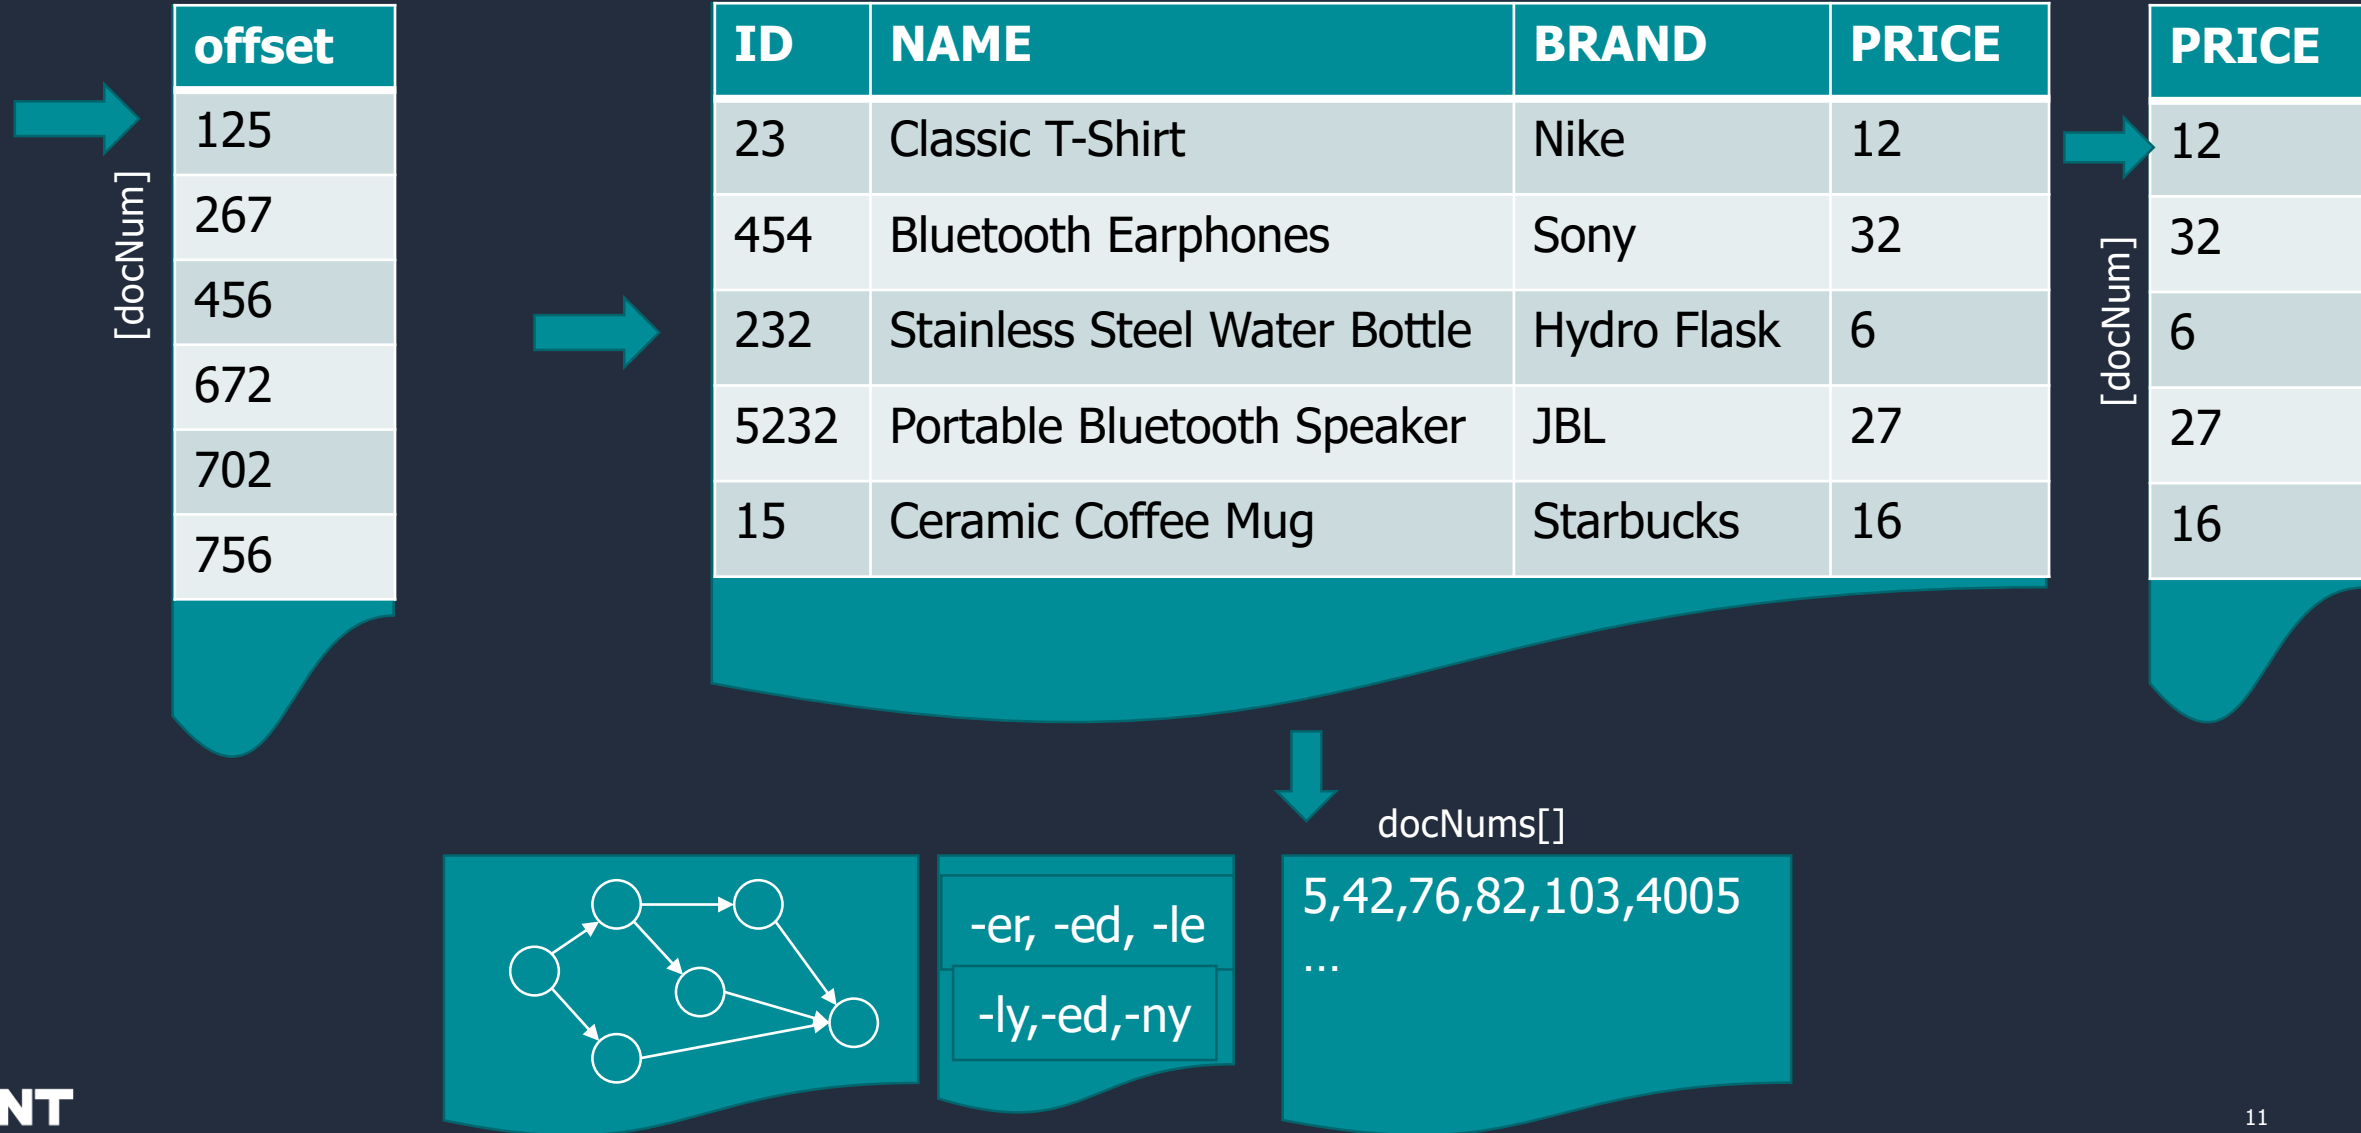 offset
125
267
456
672
702
756
[docNum]
ID NAME BRAND PRICE
23 Classic T-Shirt Nike 12
454 Bluetooth Earphones Sony 32
232 Stainless Steel Water Bottle Hydro Flask 6
5232 Portable Bluetooth Speaker JBL 27
15 Ceramic Coffee Mug Starbucks 16
[docNum]
PRICE
12
32
6
27
16
docNums[]
-er, -ed, -le
-ly,-ed,-ny
5,42,76,82,103,4005
...
NT
11